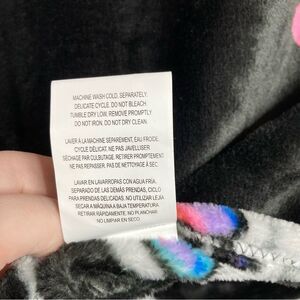 MACHINE WASH COLD, SEPARATELY.
DELICATE CYCLE. DO NOT BLEACH
TUMBLE DRY LOW, REMOVE PROMPTLY
DO NOT IRON. DO NOT DRY CLEAN.
LAVER À LA MACHINE SEPAREMENT, EAU FROIDE.
CYCLE DÉLICAT. NE PAS JAVELLISER
SÉCHAGE PAR CULBUTAGE. RETIRER PROMPTEMENT
NE PAS REPASSER. PAS DE NETTOYAGE À SEC
LAVAR EN LAVARROPAS CON AGUA FRÍA.
SEPARADO DE LAS DEMÁS PRENDAS, CICLO
PARA PRENDAS DELICADAS. NO UTILIZAR LEJÍA
SECAR A MÁQUINA A BAJA TEMPERATURA.
RETIRAR RÁPIDAMENTE. NO PLANCHAR
NO LIMPIAR EN SECO